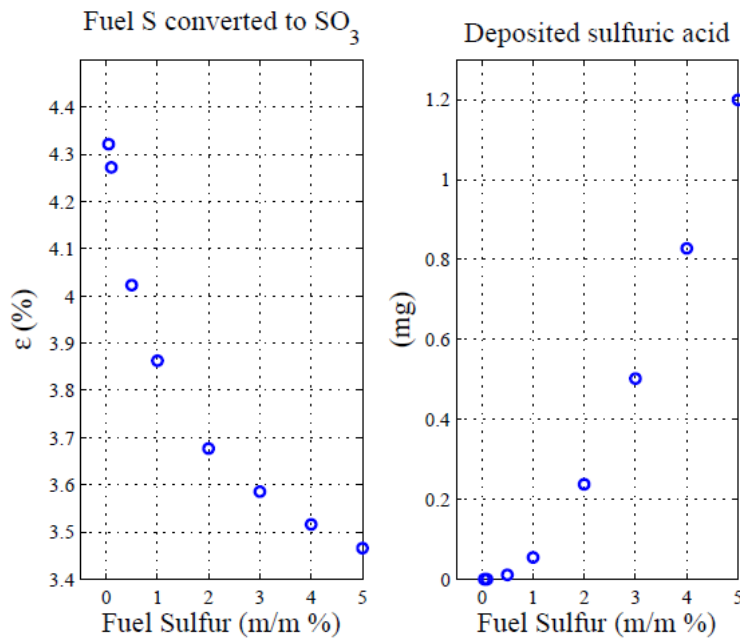 Fuel S converted to SO3
4.4
4.3
4.2
4.1
4
3.9
3.8
3.7
3.6
3.5
3.4
ε (%)
0 1 2 3 4 5
Fuel Sulfur (m/m %)
Deposited sulfuric acid
1.2
1
0.8
0.6
0.4
0.2
0
(mg)
0 1 2 3 4 5
Fuel Sulfur (m/m %)